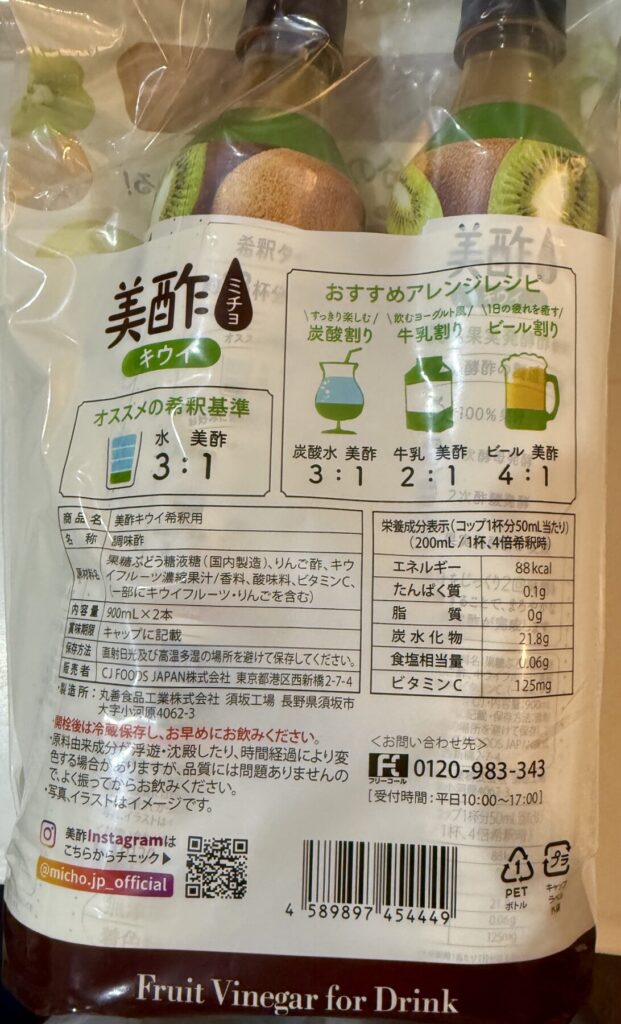 美酢
ミチョ
キウイ
オススメの希釈基準
水 美酢
3:1
おすすめアレンジレシピ
\すっきり楽しむ/
炭酸割り
\飲むヨーグルト風/
牛乳割り
\1日の疲れを癒す/
ビール割り
炭酸水 美酢
3:1
牛乳 美酢
2:1
ビール 美酢
4:1
商品名 美酢キウイ希釈用
名称 調味酢
原材料名 果糖ぶどう糖液糖(国内製造)、りんご酢、キウ
イフルーツ濃縮果汁/香料、酸味料、ビタミンC、
(一部にキウイフルーツ・りんごを含む)
内容量 900mL×2本
賞味期限 キャップに記載
保存方法 直射日光及び高温多湿の場所を避けて保存してください。
販売者 CJ FOODS JAPAN株式会社 東京都港区西新橋2-7-4
・製造所:丸善食品工業株式会社 須坂工場 長野県須坂市
大字小河原4062-3
・開栓後は冷蔵保存し、お早めにお飲みください。
・原料由来成分が浮遊・沈殿したり、時間経過により変
色する場合がありますが、品質には問題ありませんの
で、よく振ってからお飲みください。
・写真、イラストはイメージです。
栄養成分表示(コップ1杯分50mL当たり)
(200mL/1杯、4倍希釈時)
エネルギー 88kcal
たんぱく質 0.1g
脂質 0g
炭水化物 21.8g
食塩相当量 0.06g
ビタミンC 125mg
<お問い合わせ先>
フリーコール
0120-983-343
[受付時間:平日10:00〜17:00]
美酢Instagramは
こちらからチェック▶
@micho.jp_official
4 589897 454449
1
PET
ボトル
プラ
キャップ
ラベル
外装
Fruit Vinegar for Drink